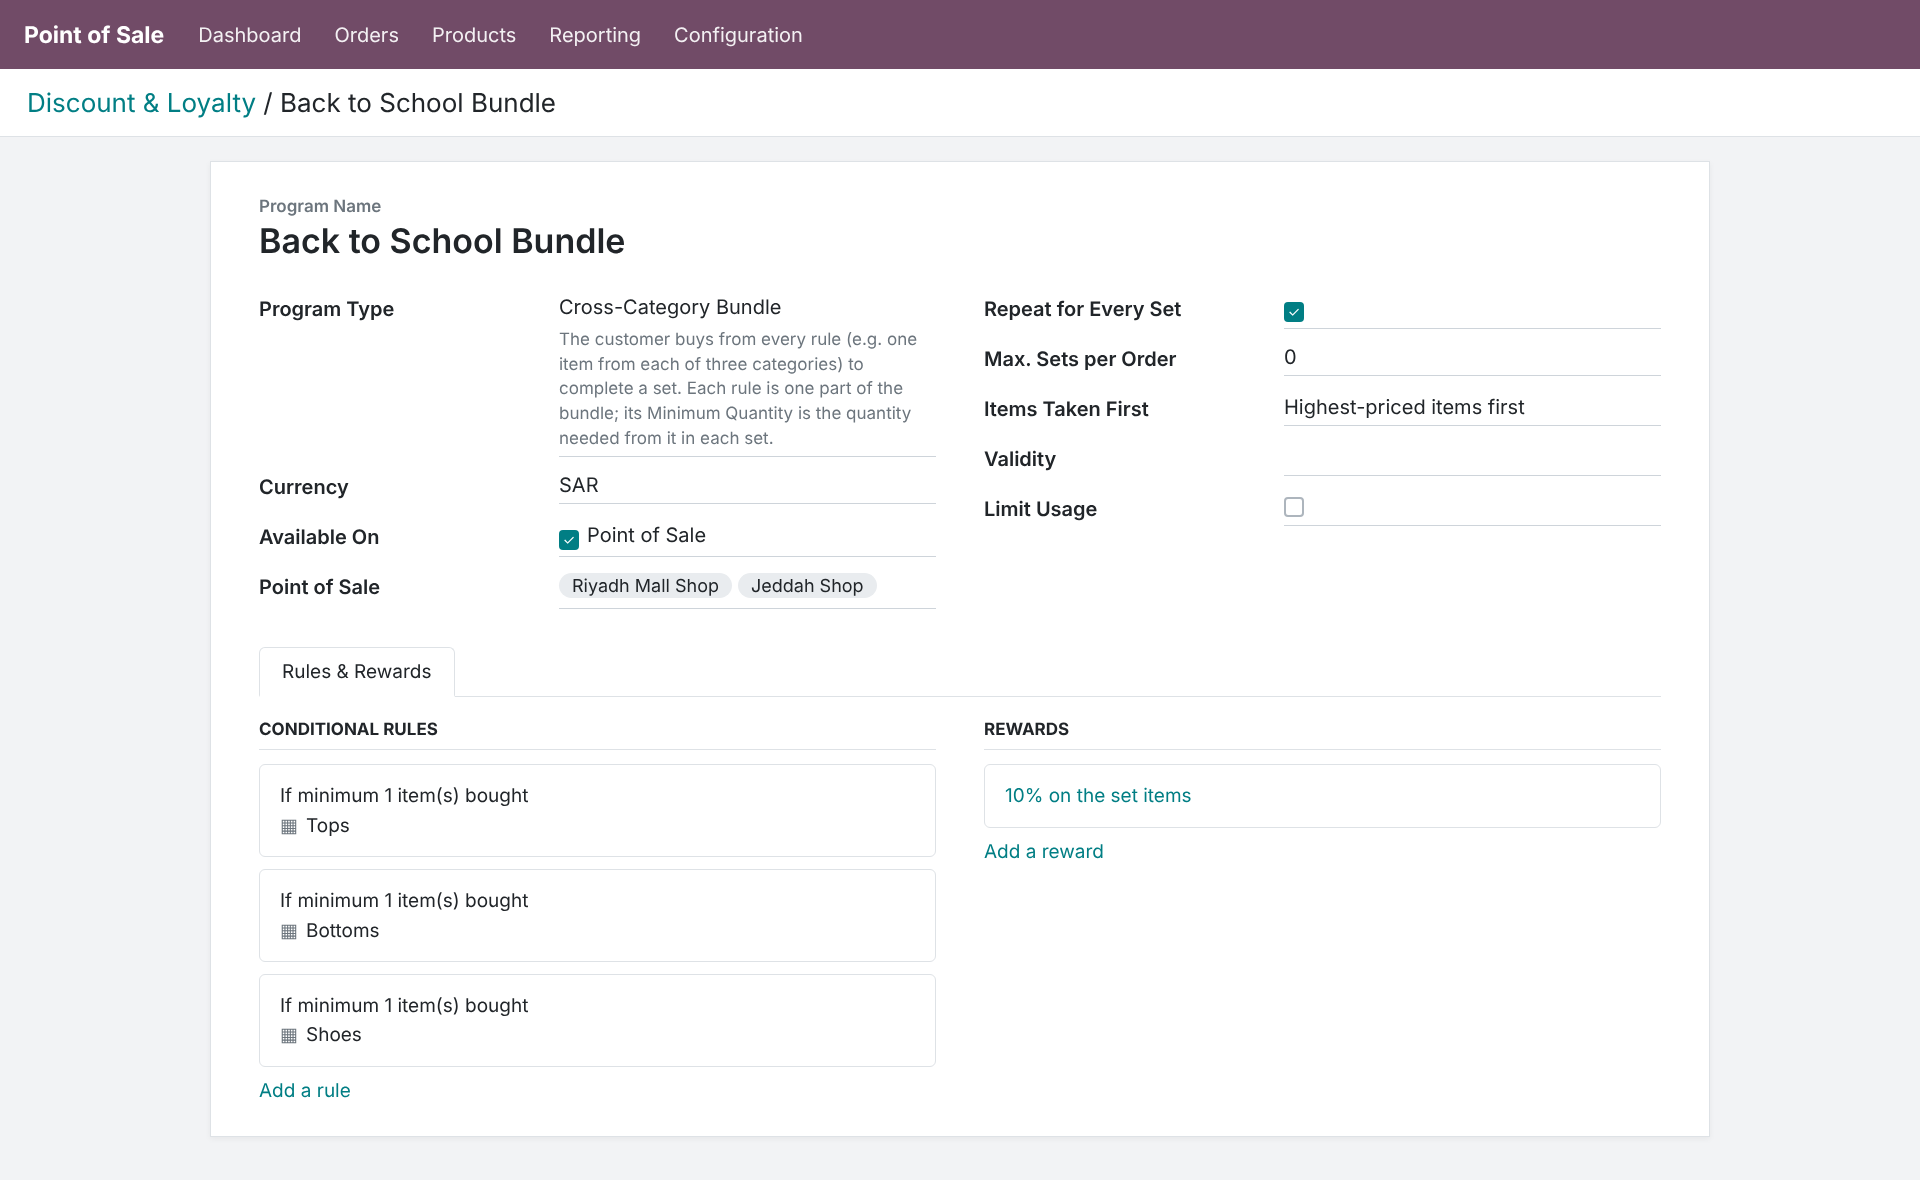 Point of Sale Dashboard Orders Products Reporting Configuration
Discount & Loyalty / Back to School Bundle
Program Name
Back to School Bundle
Program Type
Cross-Category Bundle
The customer buys from every rule (e.g. one
item from each of three categories) to
complete a set. Each rule is one part of the
bundle; its Minimum Quantity is the quantity
needed from it in each set.
Currency
SAR
Available On
Point of Sale
Point of Sale
Riyadh Mall Shop Jeddah Shop
Repeat for Every Set
Max. Sets per Order
0
Items Taken First
Highest-priced items first
Validity
Limit Usage
Rules & Rewards
CONDITIONAL RULES
If minimum 1 item(s) bought
Tops
If minimum 1 item(s) bought
Bottoms
If minimum 1 item(s) bought
Shoes
Add a rule
REWARDS
10% on the set items
Add a reward